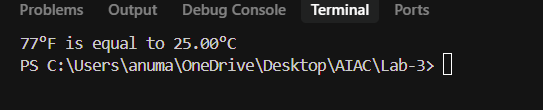 Problems Output Debug Console Terminal Ports
77°F is equal to 25.00°C
PS C:\Users\anuma\OneDrive\Desktop\AIAC\Lab-3>